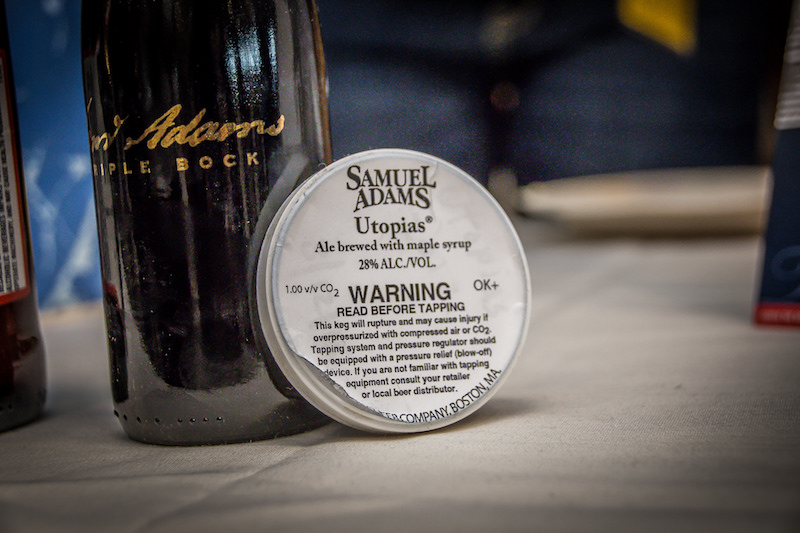 Adams
TRIPLE BOCK
SAMUEL
ADAMS
Utopias®
Ale brewed with maple syrup
28% ALC./VOL.
1.00 v/v CO2
WARNING
OK+
READ BEFORE TAPPING
This keg will rupture and may cause injury if
overpressurized with compressed air or CO2.
Tapping system and pressure regulator should
be equipped with a pressure relief (blow-off)
device. If you are not familiar with tapping
equipment consult your retailer
or local beer distributor.
COMPANY, BOSTON, MA